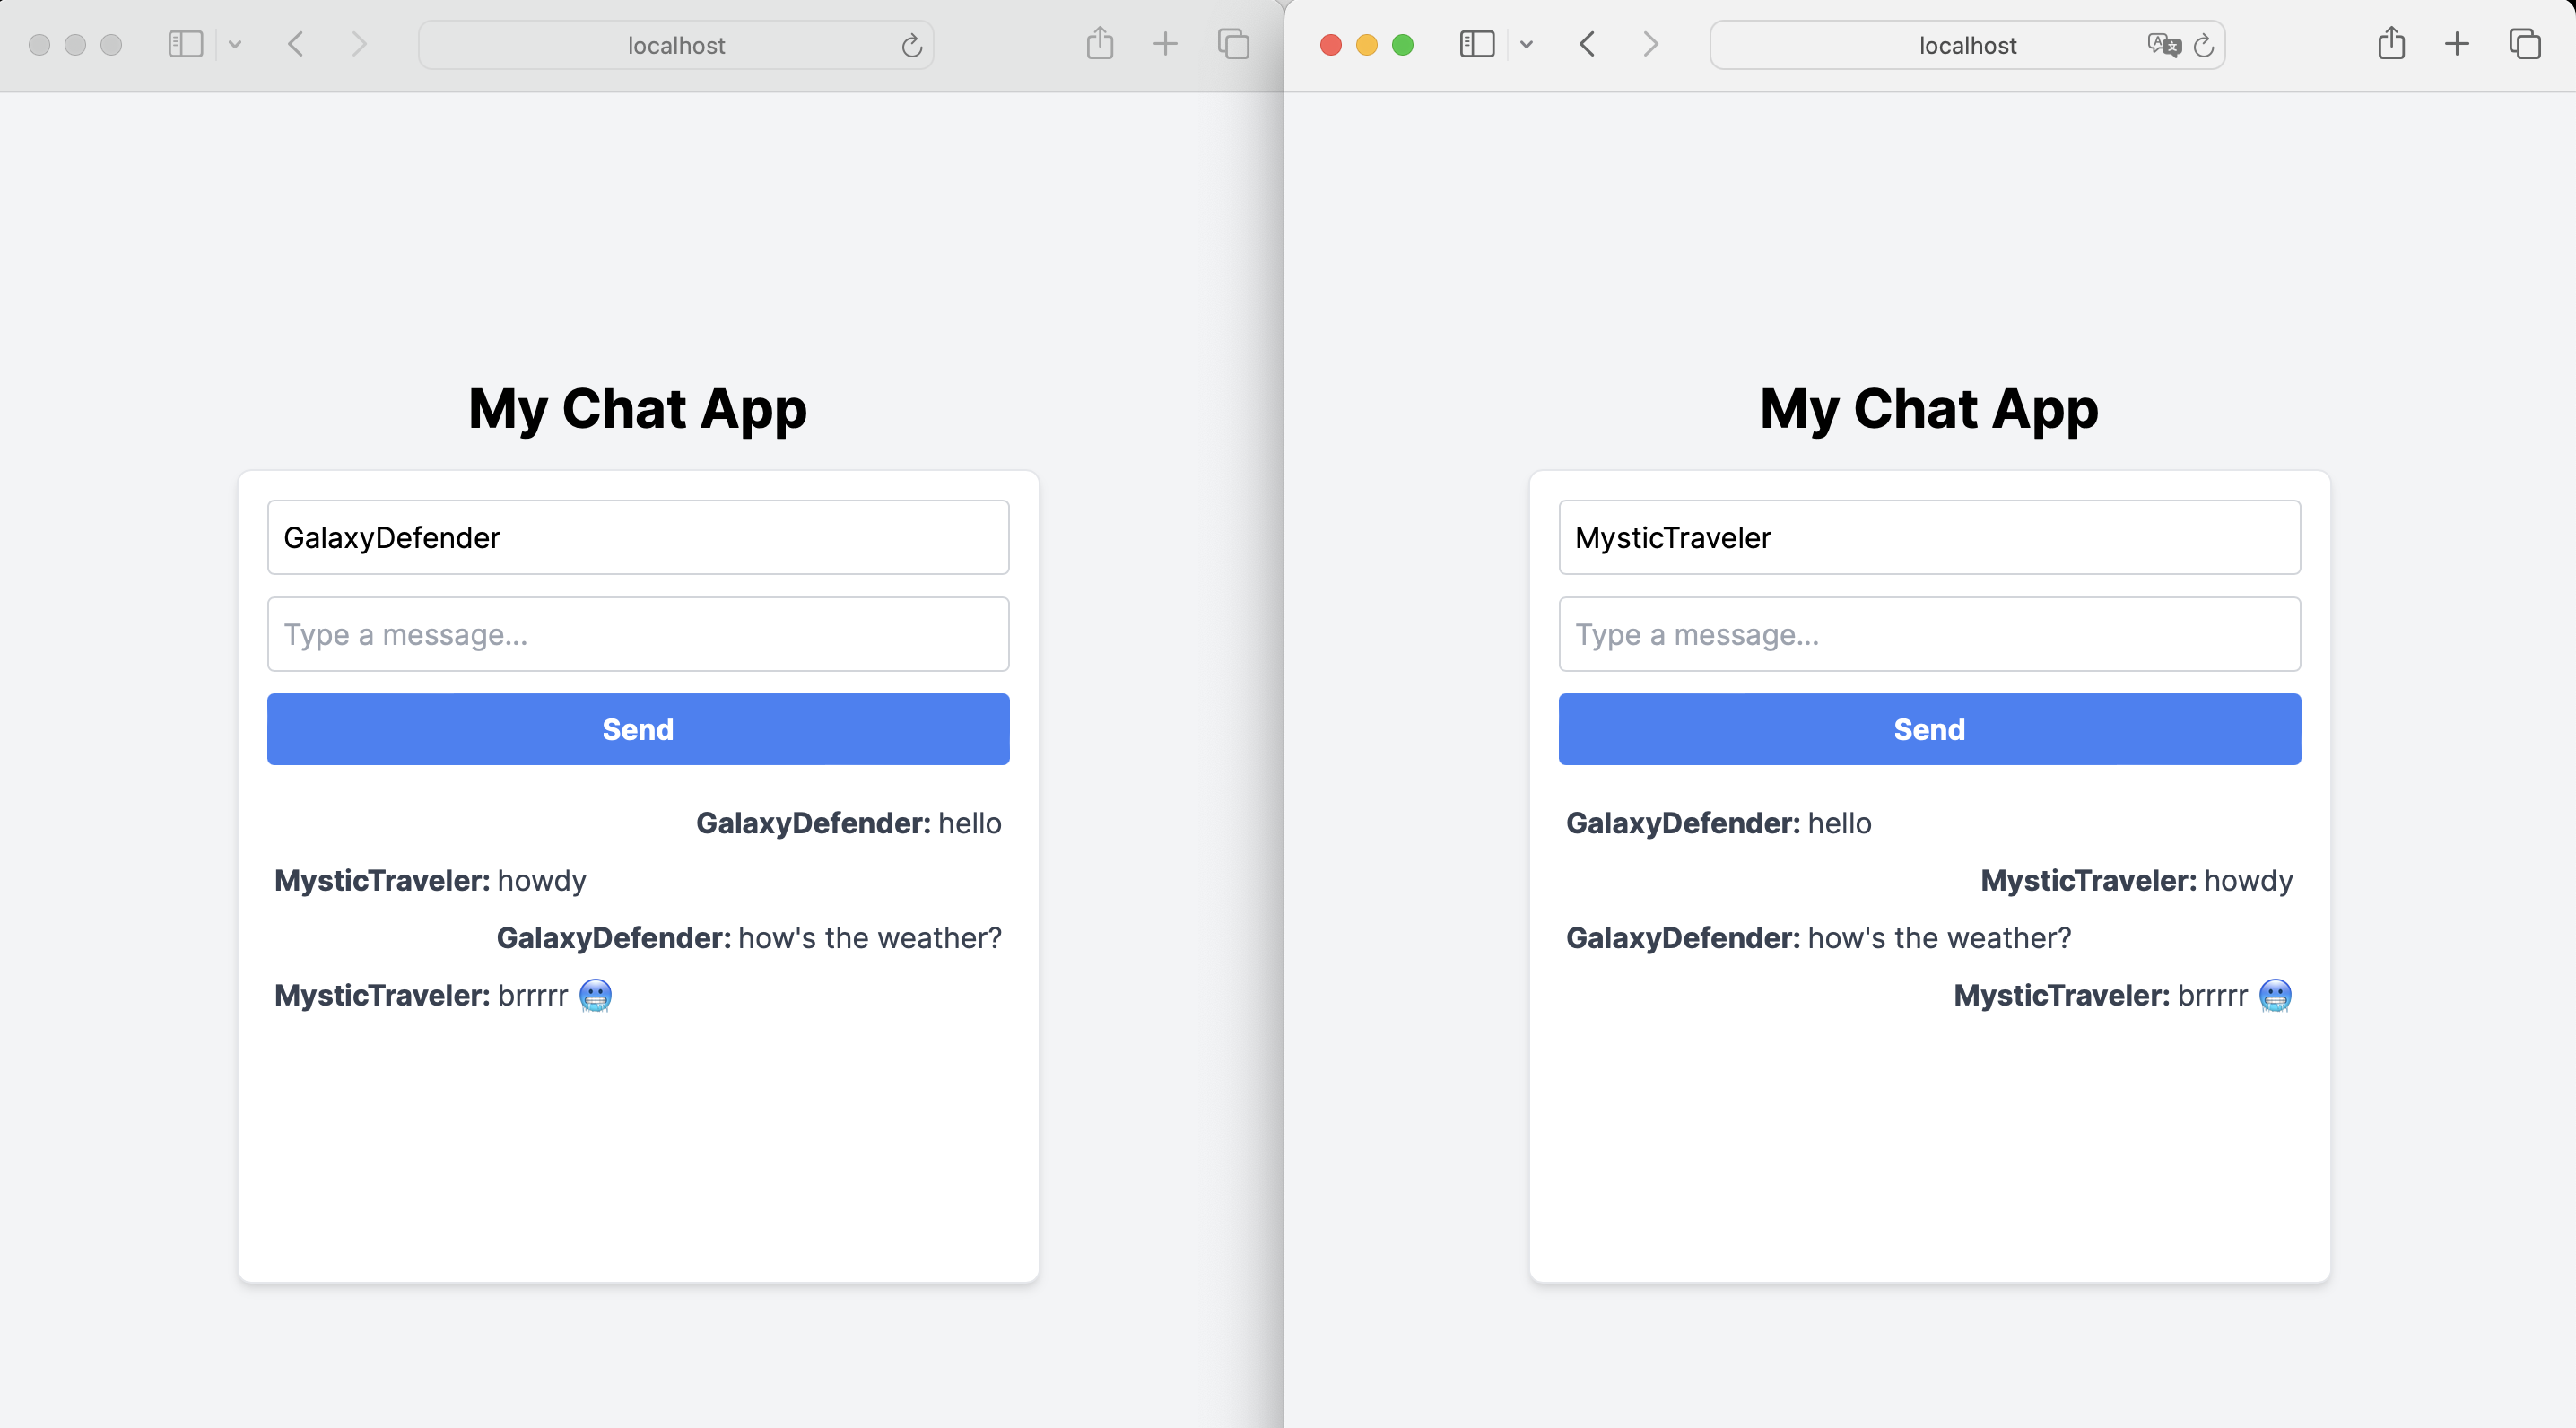 localhost
My Chat App
GalaxyDefender
Type a message...
Send
GalaxyDefender: hello
MysticTraveler: howdy
GalaxyDefender: how's the weather?
MysticTraveler: brrrrr 🥶
localhost
My Chat App
MysticTraveler
Type a message...
Send
GalaxyDefender: hello
MysticTraveler: howdy
GalaxyDefender: how's the weather?
MysticTraveler: brrrrr 🥶